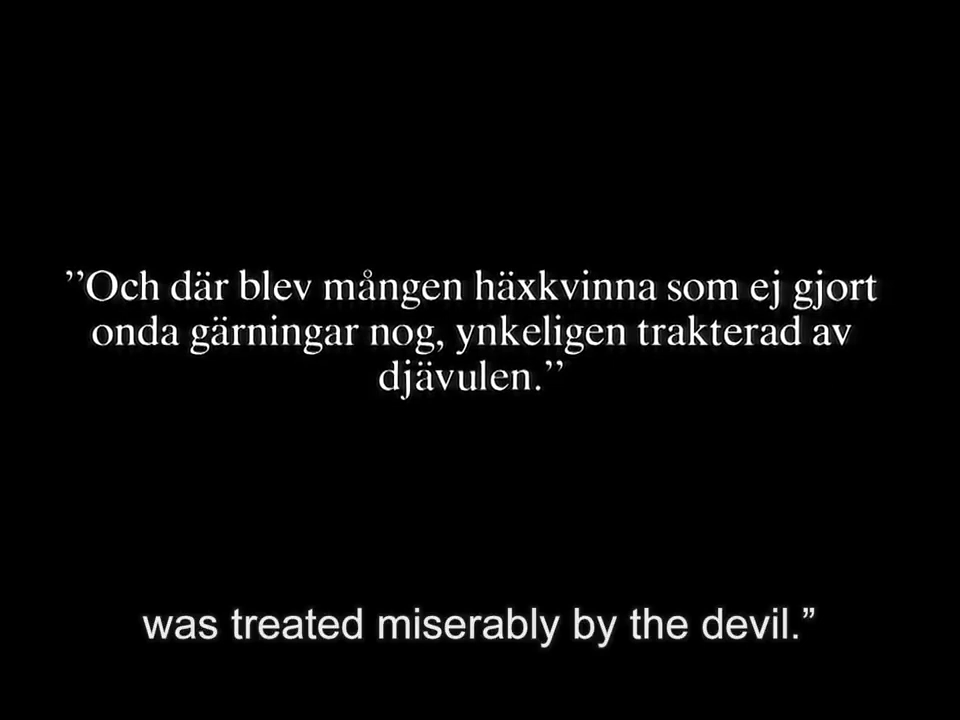 ”Och där blev mången häxkvinna som ej gjort
onda gärningar nog, ynkeligen trakterad av
djävulen.”
was treated miserably by the devil.”